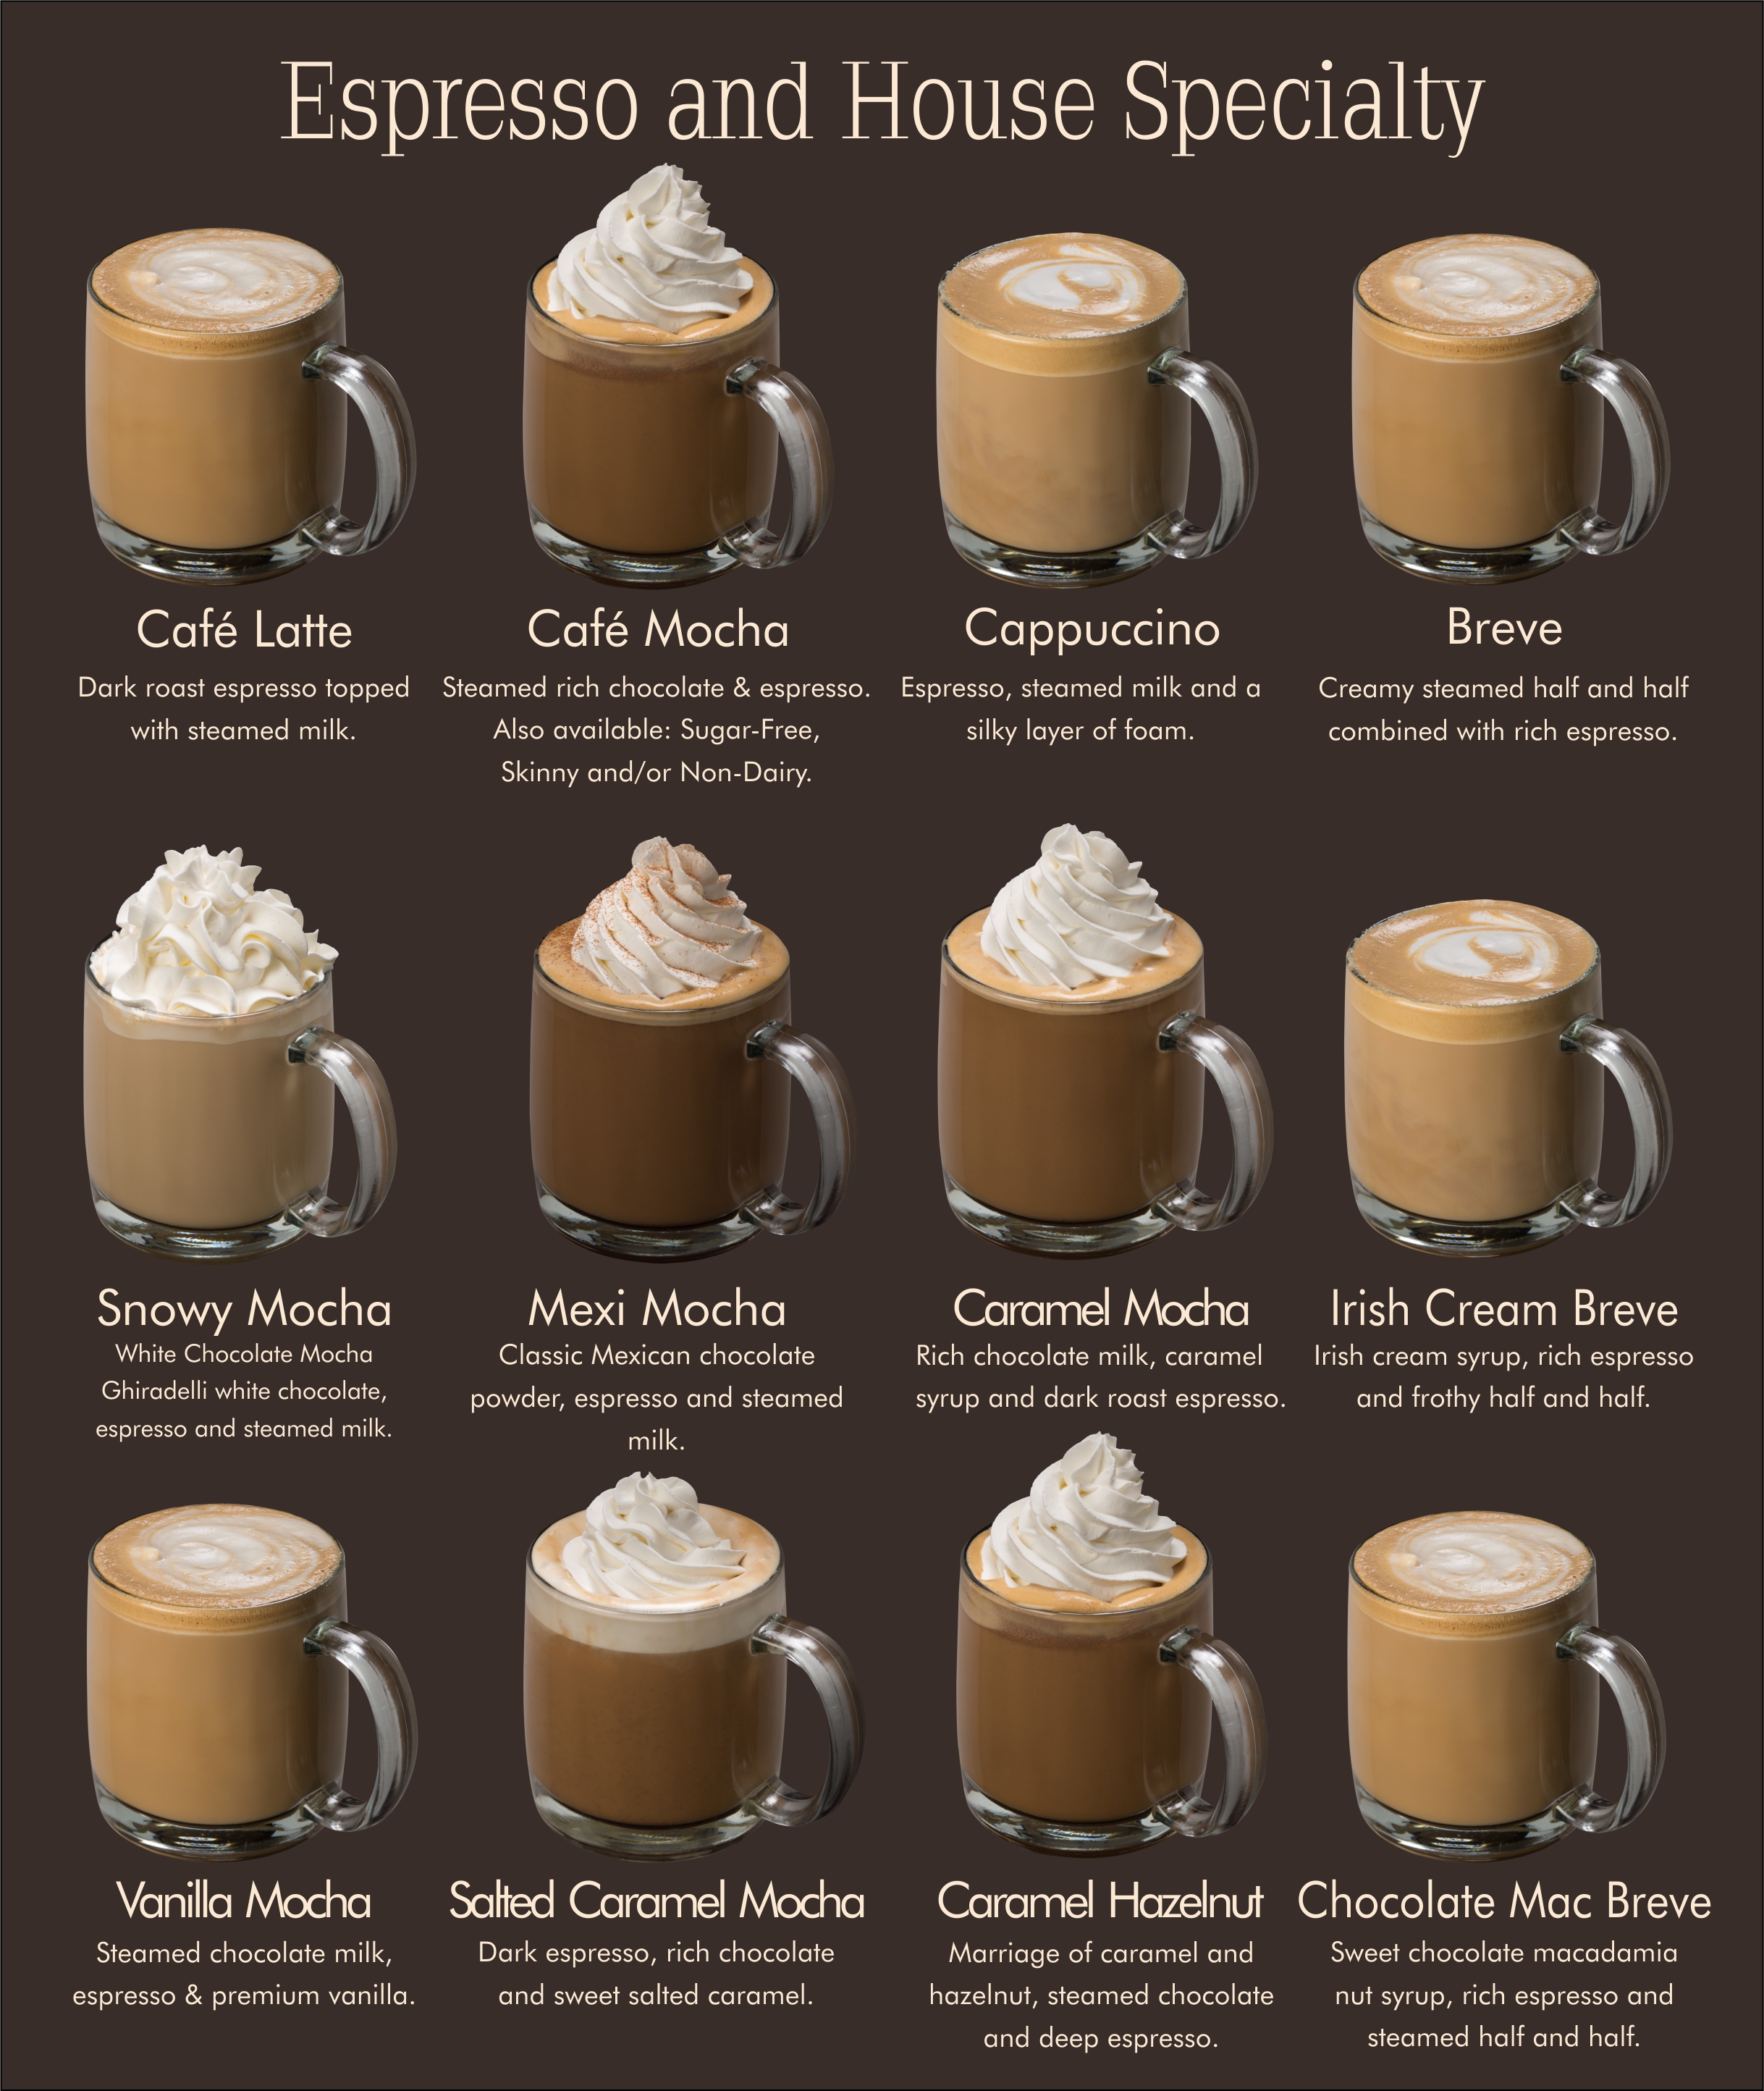 Espresso and House Specialty
Café Latte
Dark roast espresso topped
with steamed milk.
Café Mocha
Steamed rich chocolate & espresso.
Also available: Sugar-Free,
Skinny and/or Non-Dairy.
Cappuccino
Espresso, steamed milk and a
silky layer of foam.
Breve
Creamy steamed half and half
combined with rich espresso.
Snowy Mocha
White Chocolate Mocha
Ghiradelli white chocolate,
espresso and steamed milk.
Mexi Mocha
Classic Mexican chocolate
powder, espresso and steamed
milk.
Caramel Mocha
Rich chocolate milk, caramel
syrup and dark roast espresso.
Irish Cream Breve
Irish cream syrup, rich espresso
and frothy half and half.
Vanilla Mocha
Steamed chocolate milk,
espresso & premium vanilla.
Salted Caramel Mocha
Dark espresso, rich chocolate
and sweet salted caramel.
Caramel Hazelnut
Marriage of caramel and
hazelnut, steamed chocolate
and deep espresso.
Chocolate Mac Breve
Sweet chocolate macadamia
nut syrup, rich espresso and
steamed half and half.